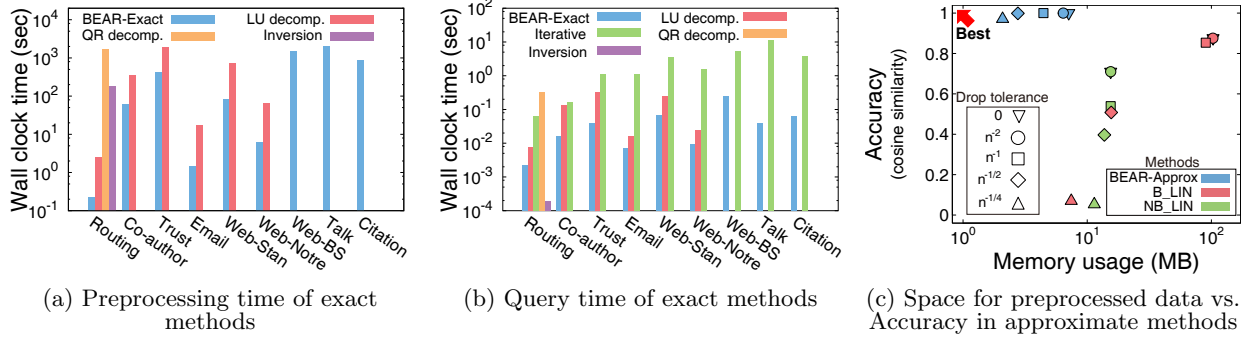 BEAR-Exact
LU decomp.
QR decomp.
Inversion
Wall clock time (sec)
10^4
10^3
10^2
10^1
10^0
10^-1
Routing
Co-author
Trust
Email
Web-Stan
Web-Notre
Web-BS
Talk
Citation
(a) Preprocessing time of exact
methods
BEAR-Exact
LU decomp.
Iterative
QR decomp.
Inversion
Wall clock time (sec)
10^2
10^1
10^0
10^-1
10^-2
10^-3
10^-4
Routing
Co-author
Trust
Email
Web-Stan
Web-Notre
Web-BS
Talk
Citation
(b) Query time of exact methods
Accuracy
(cosine similarity)
1
0.8
0.6
0.4
0.2
0
Best
Drop tolerance
0
n^-2
n^-1
n^-1/2
n^-1/4
Methods
BEAR-Approx
B_LIN
NB_LIN
10^0
10^1
10^2
Memory usage (MB)
(c) Space for preprocessed data vs.
Accuracy in approximate methods